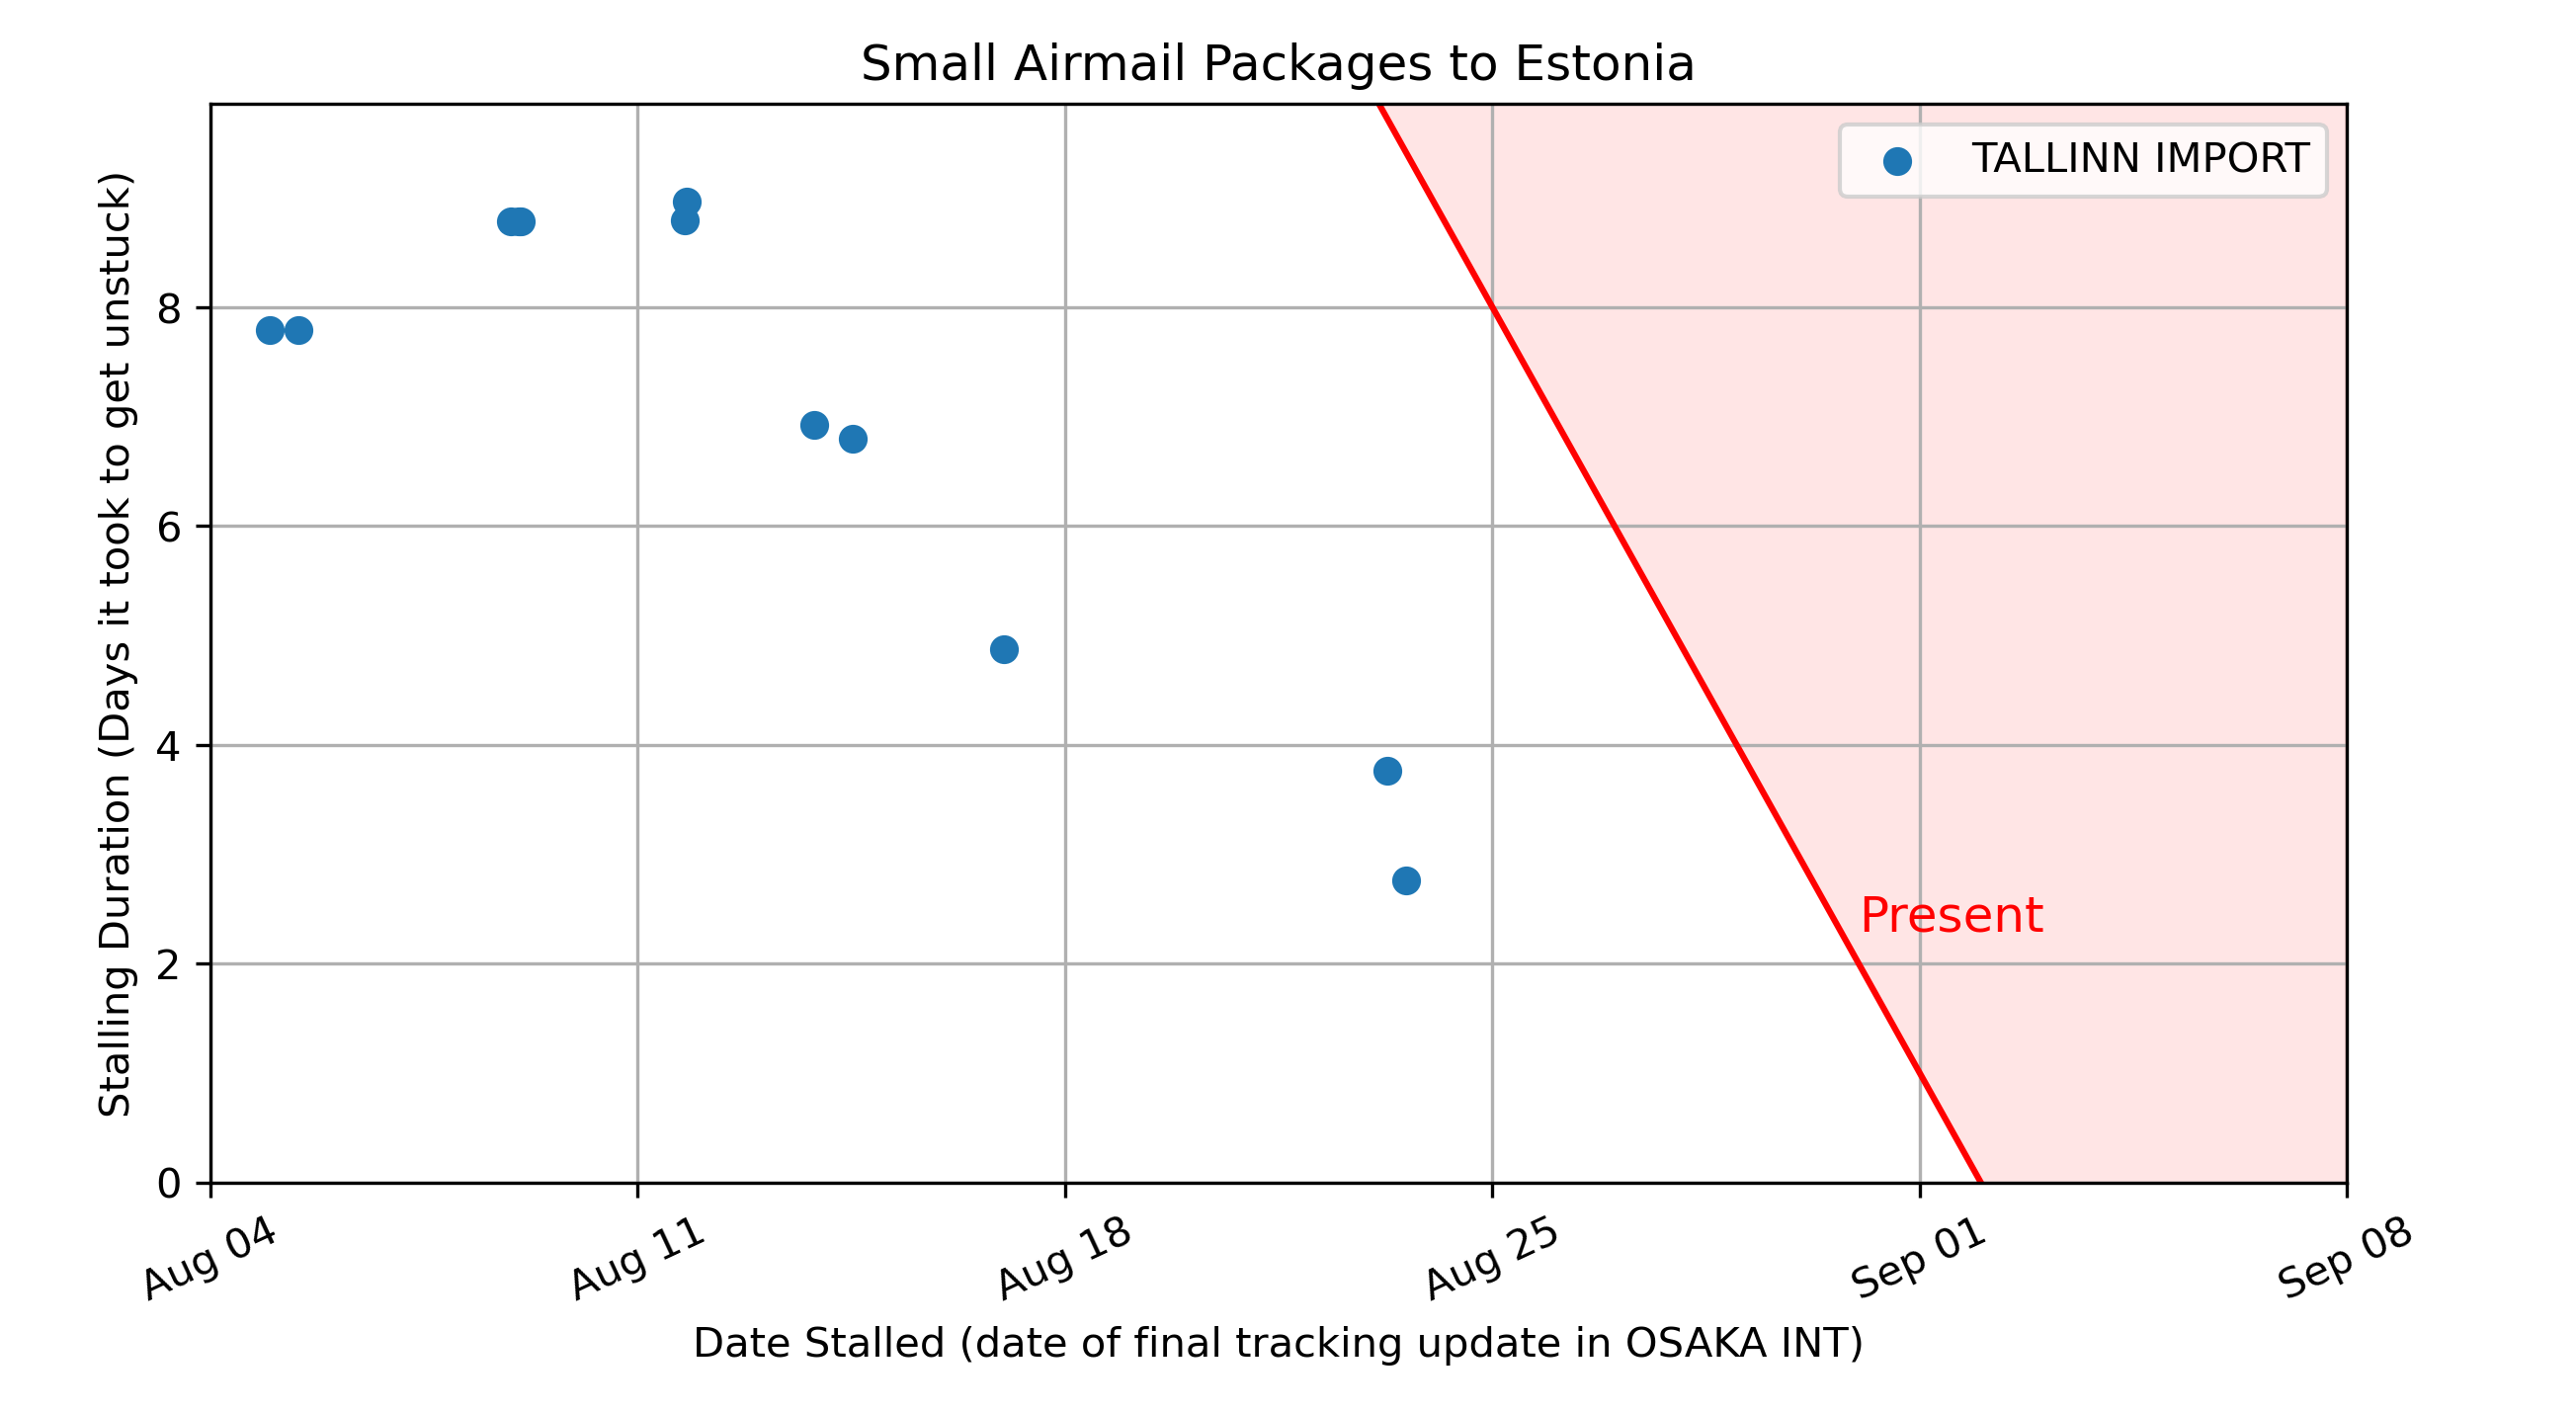 Small Airmail Packages to Estonia
TALLINN IMPORT
Stalling Duration (Days it took to get unstuck)
8
6
4
2
0
Present
Aug 04
Aug 11
Aug 18
Aug 25
Sep 01
Sep 08
Date Stalled (date of final tracking update in OSAKA INT)